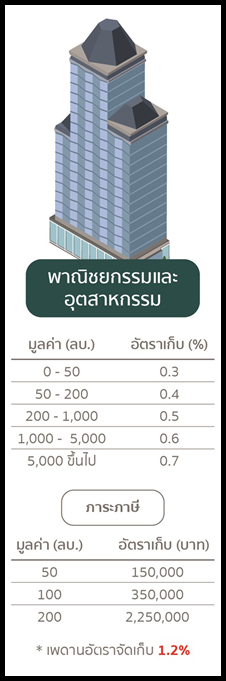 พาณิชยกรรมและ
อุตสาหกรรม
มูลค่า (ลบ.) อัตราเก็บ (%)
0 - 50 0.3
50 - 200 0.4
200 - 1,000 0.5
1,000 - 5,000 0.6
5,000 ขึ้นไป 0.7
ภาระภาษี
มูลค่า (ลบ.) อัตราเก็บ (บาท)
50 150,000
100 350,000
200 2,250,000
* เพดานอัตราจัดเก็บ 1.2%